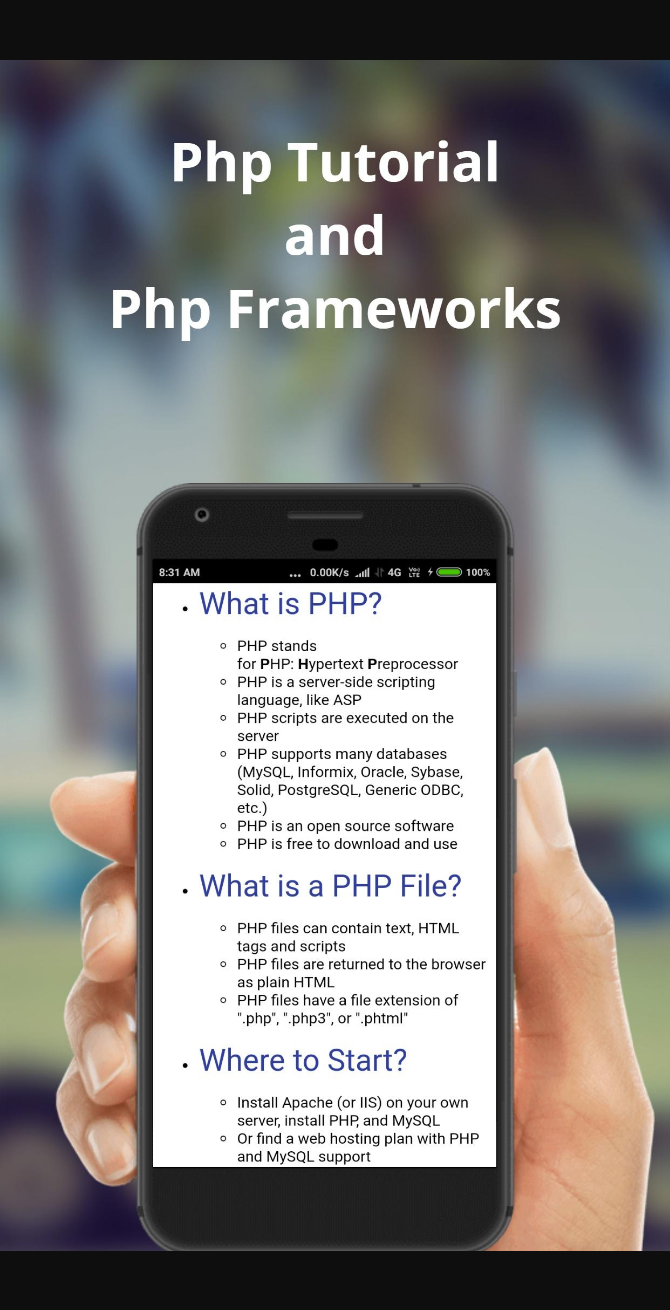 Php Tutorial
and
Php Frameworks
8:31 AM ... 0.00K/s 4G VoLTE 100%
• What is PHP?
◦ PHP stands
for PHP: Hypertext Preprocessor
◦ PHP is a server-side scripting
language, like ASP
◦ PHP scripts are executed on the
server
◦ PHP supports many databases
(MySQL, Informix, Oracle, Sybase,
Solid, PostgreSQL, Generic ODBC,
etc.)
◦ PHP is an open source software
◦ PHP is free to download and use
• What is a PHP File?
◦ PHP files can contain text, HTML
tags and scripts
◦ PHP files are returned to the browser
as plain HTML
◦ PHP files have a file extension of
".php", ".php3", or ".phtml"
• Where to Start?
◦ Install Apache (or IIS) on your own
server, install PHP, and MySQL
◦ Or find a web hosting plan with PHP
and MySQL support